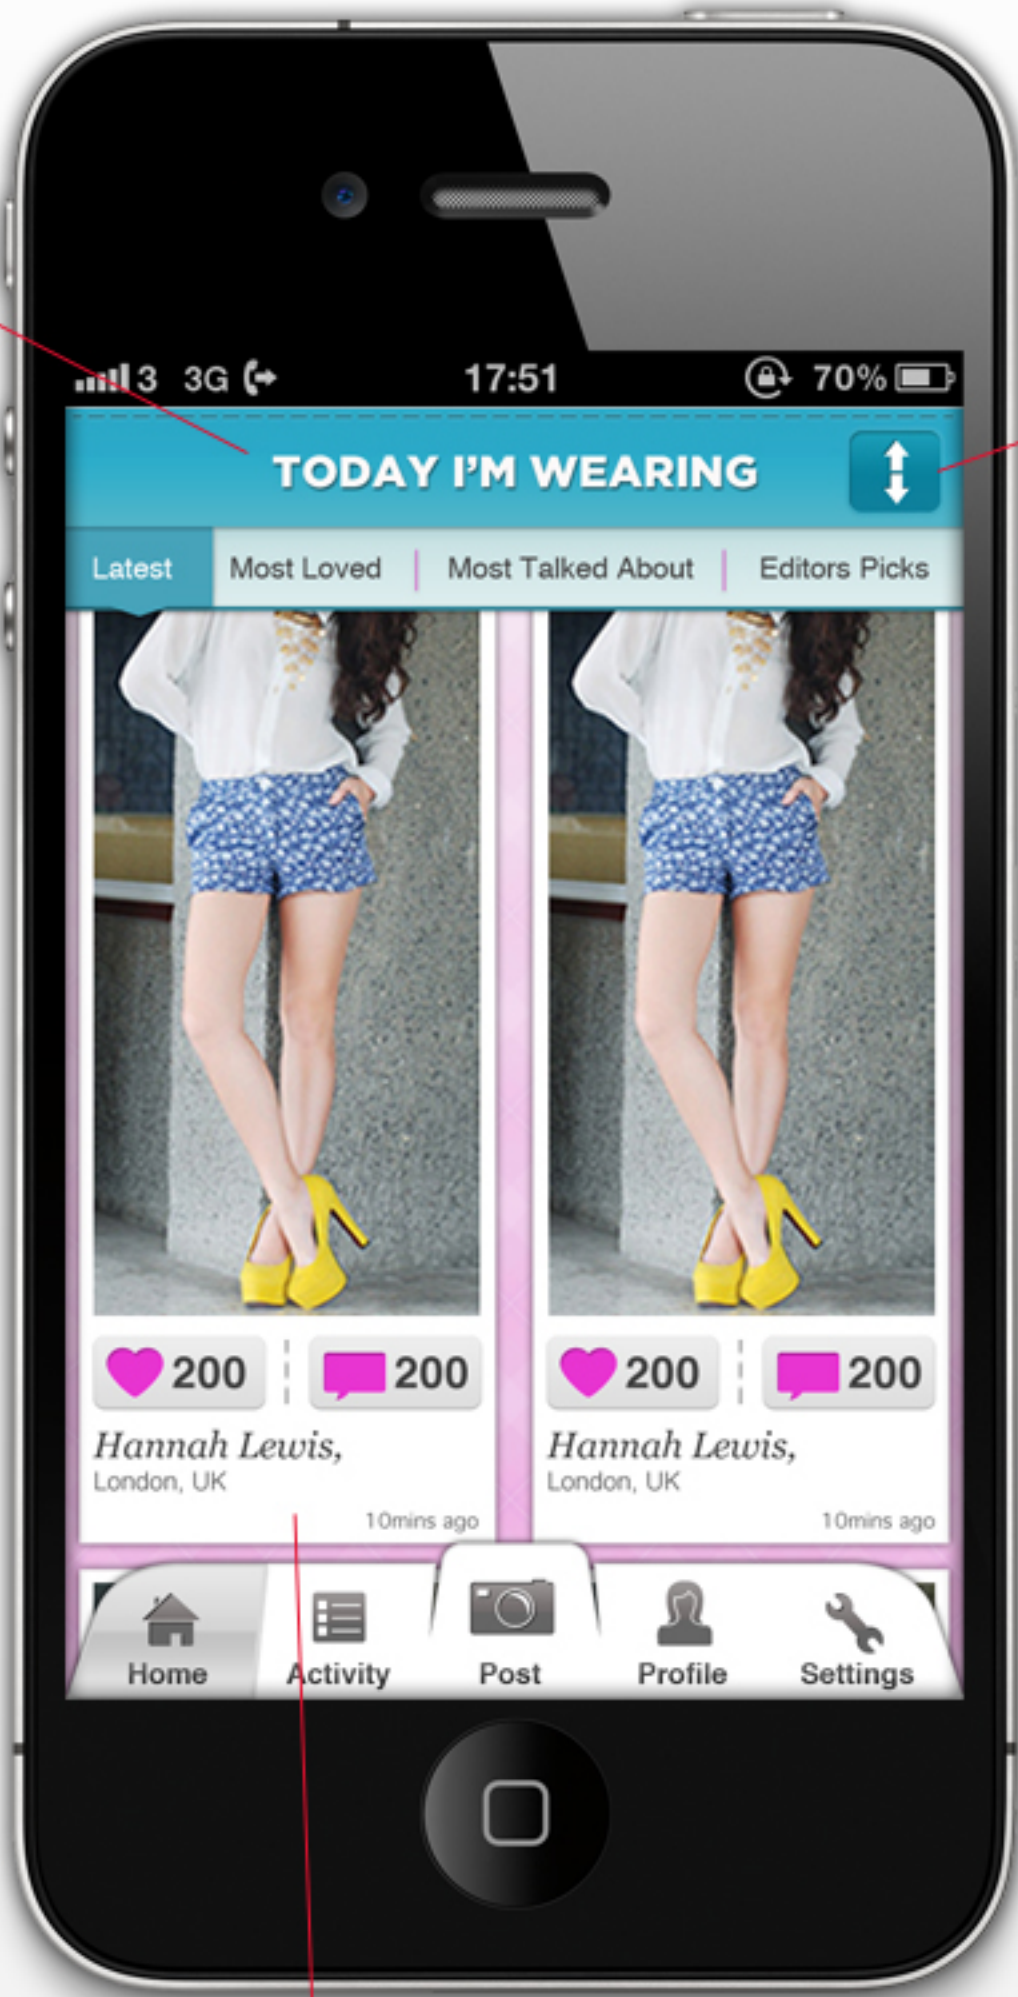 3 3G 17:51 70%
TODAY I'M WEARING
Latest Most Loved Most Talked About Editors Picks
200 200 200 200
Hannah Lewis, Hannah Lewis,
London, UK London, UK
10mins ago 10mins ago
Home Activity Post Profile Settings